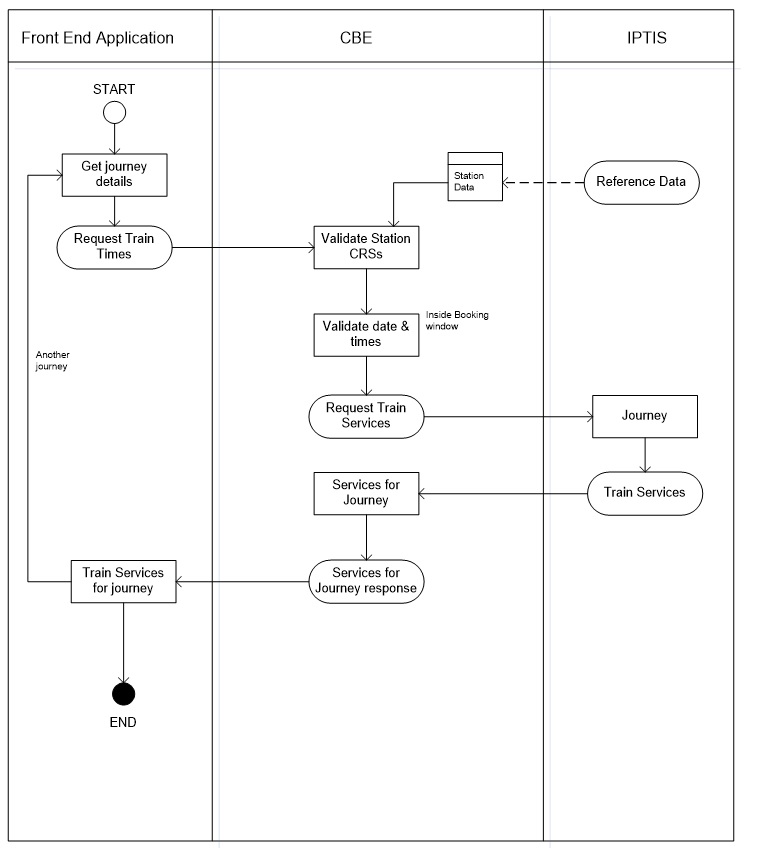 Front End Application
CBE
IPTIS
START
Get journey
details
Station
Data
Reference Data
Request Train
Times
Validate Station
CRSs
Validate date &
times
Inside Booking
window
Another
journey
Request Train
Services
Journey
Services for
Journey
Train Services
Train Services
for journey
Services for
Journey response
END